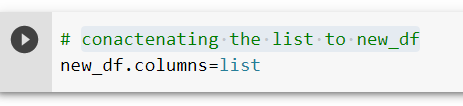 # conactenating the list to new_df
new_df.columns=list